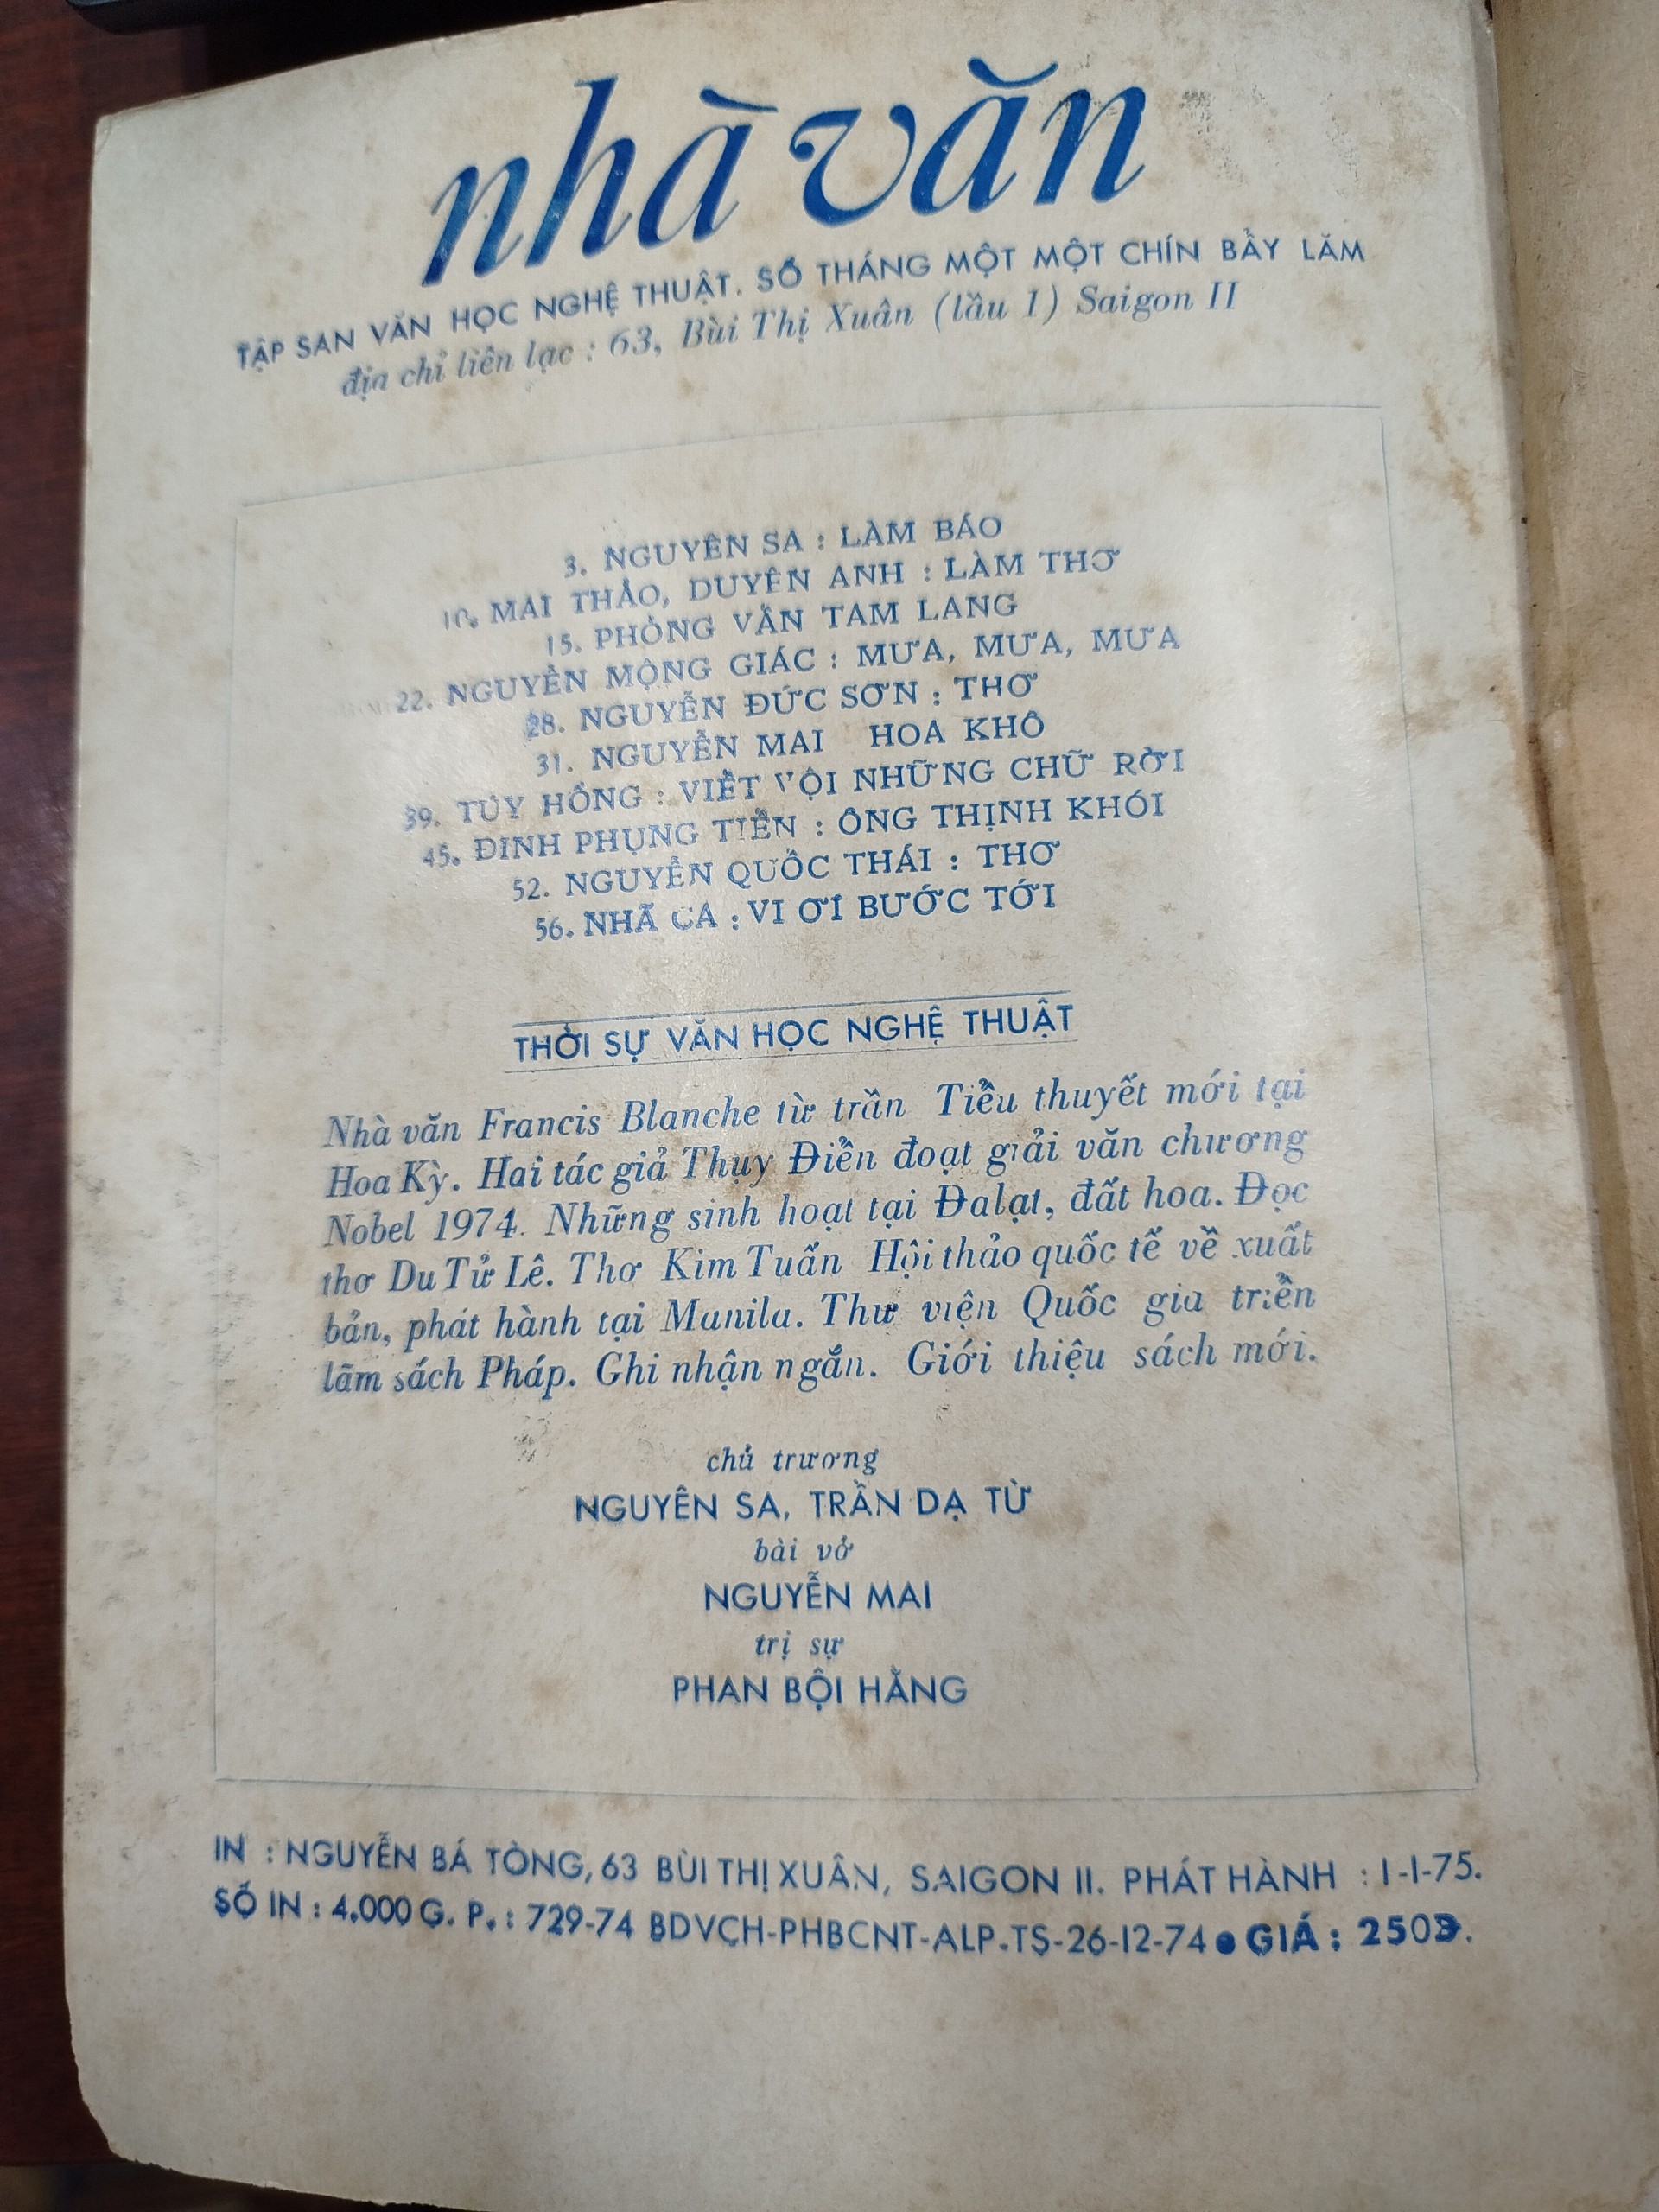 nhà văn
TẬP SAN VĂN HỌC NGHỆ THUẬT. SỐ THÁNG MỘT MỘT CHÍN BẨY LĂM
địa chỉ liên lạc : 63, Bùi Thị Xuân (lầu 1) Saigon II
3. NGUYÊN SA : LÀM BÁO
10. MAI THẢO, DUYÊN ANH : LÀM THƠ
15. PHỎNG VẤN TAM LANG
22. NGUYỄN MỘNG GIÁC : MƯA, MƯA, MƯA
28. NGUYỄN ĐỨC SƠN : THƠ
31. NGUYỄN MAI HOA KHÔ
39. TÚY HỒNG : VIẾT VỘI NHỮNG CHỮ RỜI
45. ĐINH PHỤNG TIẾN : ÔNG THỊNH KHÓI
52. NGUYỄN QUỐC THÁI : THƠ
56. NHÃ CA : VI ƠI BƯỚC TỚI
THỜI SỰ VĂN HỌC NGHỆ THUẬT
Nhà văn Francis Blanche từ trần Tiểu thuyết mới tại
Hoa Kỳ. Hai tác giả Thụy Điển đoạt giải văn chương
Nobel 1974. Những sinh hoạt tại Đalạt, đất hoa. Đọc
thơ Du Tử Lê. Thơ Kim Tuấn Hội thảo quốc tế về xuất
bản, phát hành tại Manila. Thư viện Quốc gia triển
lãm sách Pháp. Ghi nhận ngắn. Giới thiệu sách mới.
chủ trương
NGUYÊN SA, TRẦN DẠ TỪ
bài vở
NGUYỄN MAI
trị sự
PHAN BỘI HẰNG
IN : NGUYỄN BÁ TÒNG, 63 BÙI THỊ XUÂN, SAIGON II. PHÁT HÀNH : 1-1-75.
SỐ IN : 4.000 G. P. : 729-74 BDVCH-PHBCNT-ALP.TS-26-12-74 ● GIÁ : 250Đ.